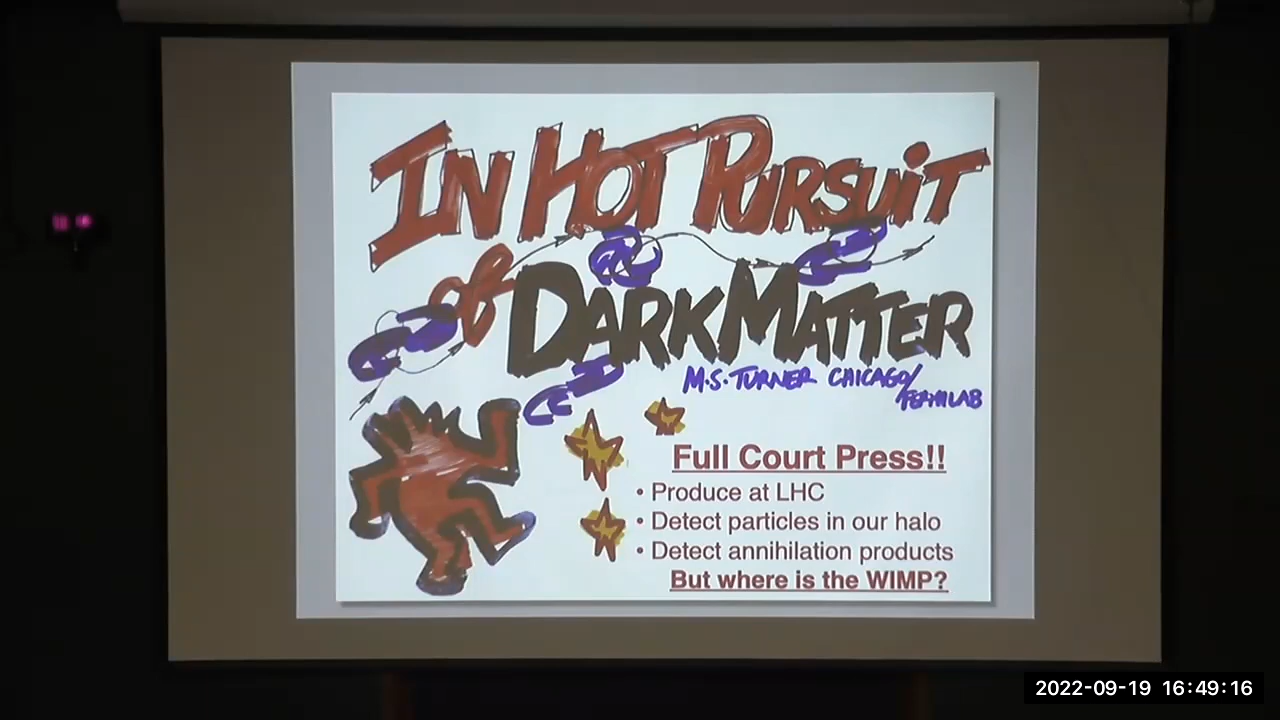 IN HOT PURSUIT
of DARK MATTER
M.S. TURNER CHICAGO/
FERMILAB
Full Court Press!!
• Produce at LHC
• Detect particles in our halo
• Detect annihilation products
But where is the WIMP?
2022-09-19 16:49:16